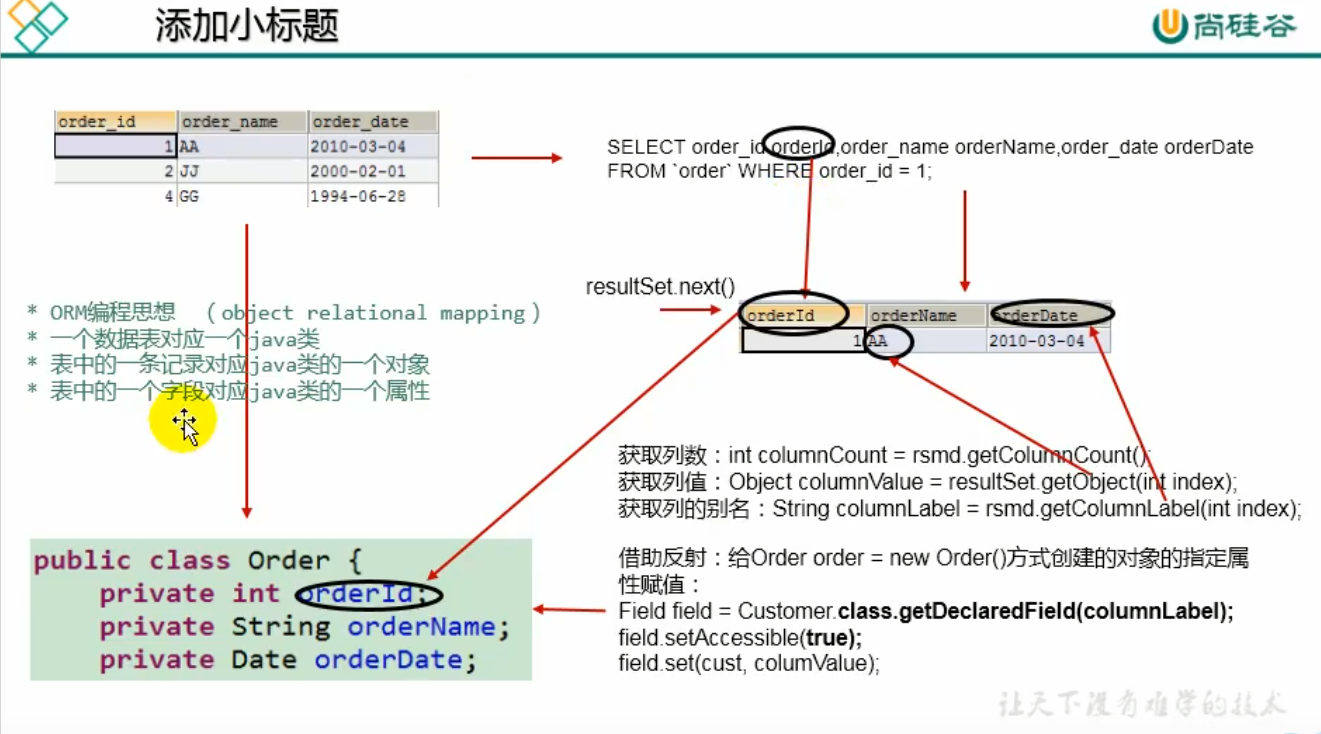 添加小标题
尚硅谷
order_id order_name order_date
1 AA 2010-03-04
2 JJ 2000-02-01
4 GG 1994-06-28
SELECT order_id orderId,order_name orderName,order_date orderDate
FROM `order` WHERE order_id = 1;
resultSet.next()
orderId orderName orderDate
1 AA 2010-03-04
* ORM编程思想 （object relational mapping）
* 一个数据表对应一个java类
* 表中的一条记录对应java类的一个对象
* 表中的一个字段对应java类的一个属性
获取列数：int columnCount = rsmd.getColumnCount();
获取列值：Object columnValue = resultSet.getObject(int index);
获取列的别名：String columnLabel = rsmd.getColumnLabel(int index);
借助反射：给Order order = new Order()方式创建的对象的指定属
性赋值：
Field field = Customer.class.getDeclaredField(columnLabel);
field.setAccessible(true);
field.set(cust, columValue);
public class Order {
private int orderId;
private String orderName;
private Date orderDate;
让天下没有难学的技术